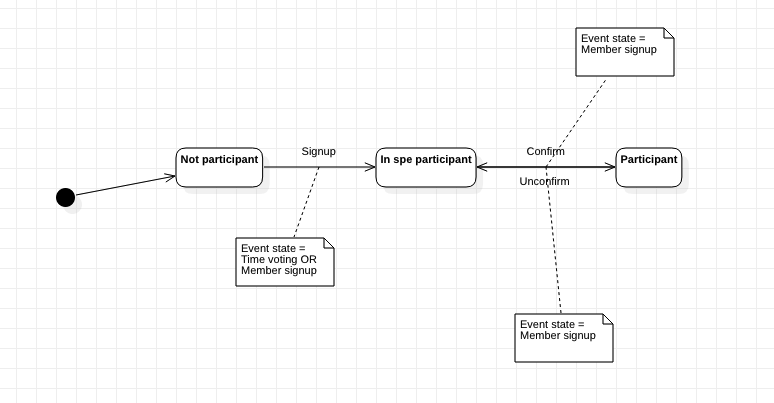 Event state =
Member signup
Signup
Confirm
Not participant
In spe participant
Participant
Unconfirm
Event state =
Time voting OR
Member signup
Event state =
Member signup